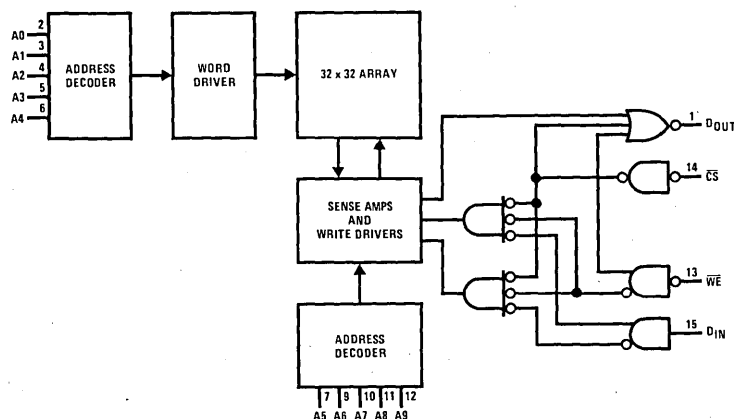 A0 2
A1 3
A2 4
A3 5
A4 6
ADDRESS
DECODER
WORD
DRIVER
32 x 32 ARRAY
SENSE AMPS
AND
WRITE DRIVERS
ADDRESS
DECODER
7 9 10 11 12
A5 A6 A7 A8 A9
1 DOUT
14 CS
13 WE
15 DIN